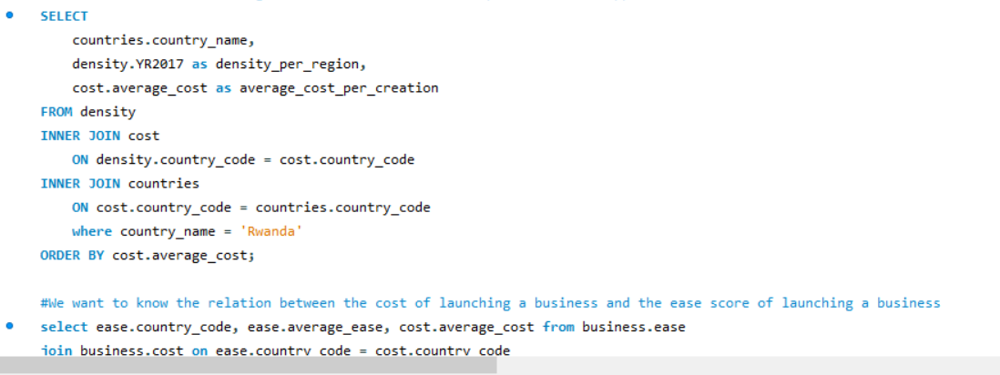 SELECT
countries.country_name,
density.YR2017 as density_per_region,
cost.average_cost as average_cost_per_creation
FROM density
INNER JOIN cost
ON density.country_code = cost.country_code
INNER JOIN countries
ON cost.country_code = countries.country_code
where country_name = 'Rwanda'
ORDER BY cost.average_cost;
#We want to know the relation between the cost of launching a business and the ease score of launching a business
select ease.country_code, ease.average_ease, cost.average_cost from business.ease
join business.cost on ease.country_code = cost.country_code